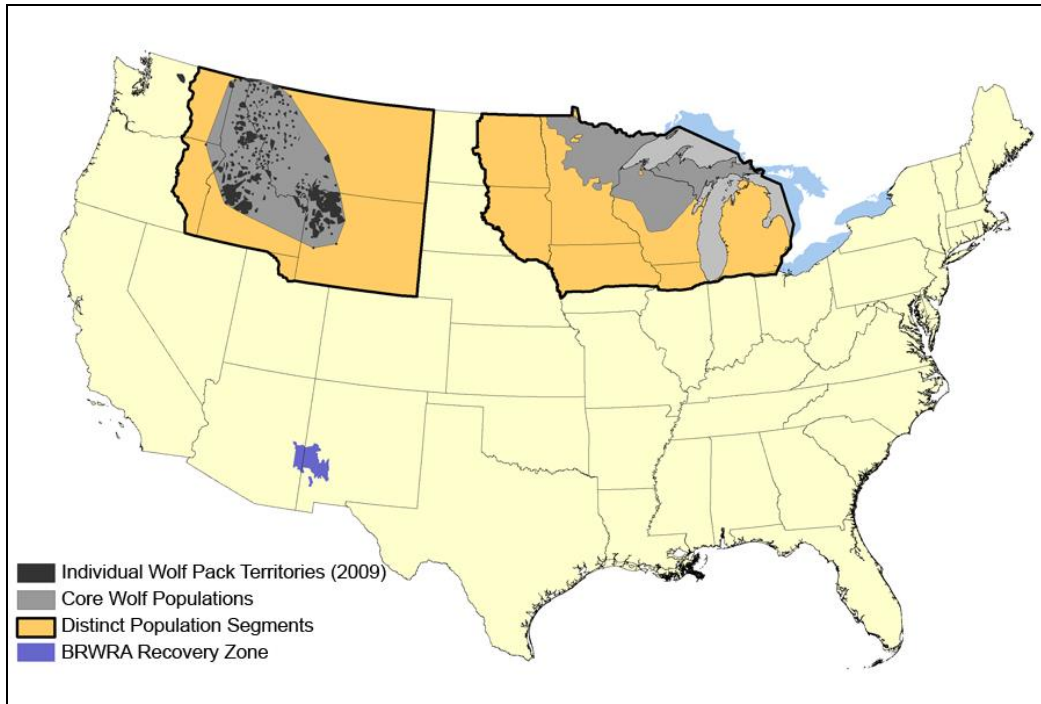 Individual Wolf Pack Territories (2009)
Core Wolf Populations
Distinct Population Segments
BRWRA Recovery Zone